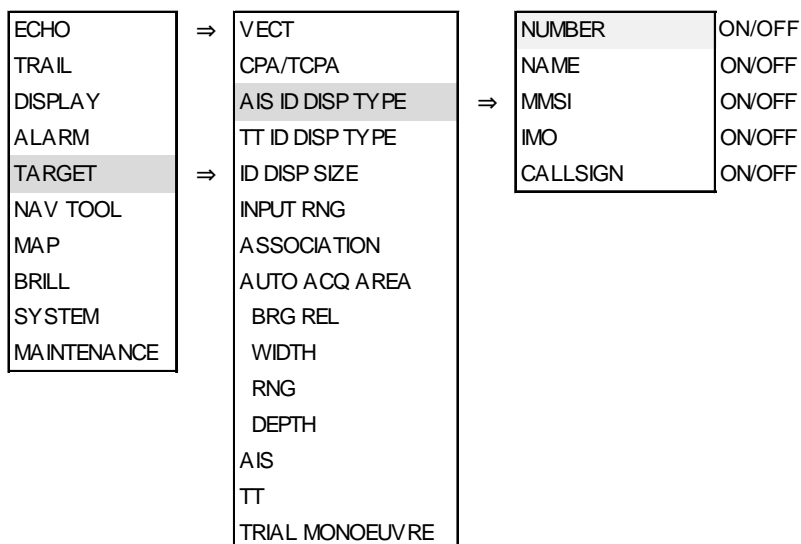 ECHO ⇒ VECT NUMBER ON/OFF
TRAIL CPA/TCPA NAME ON/OFF
DISPLAY AIS ID DISP TYPE ⇒ MMSI ON/OFF
ALARM TT ID DISP TYPE IMO ON/OFF
TARGET ⇒ ID DISP SIZE CALLSIGN ON/OFF
NAV TOOL INPUT RNG
MAP ASSOCIATION
BRILL AUTO ACQ AREA
SYSTEM BRG REL
MAINTENANCE WIDTH
RNG
DEPTH
AIS
TT
TRIAL MONOEUVRE